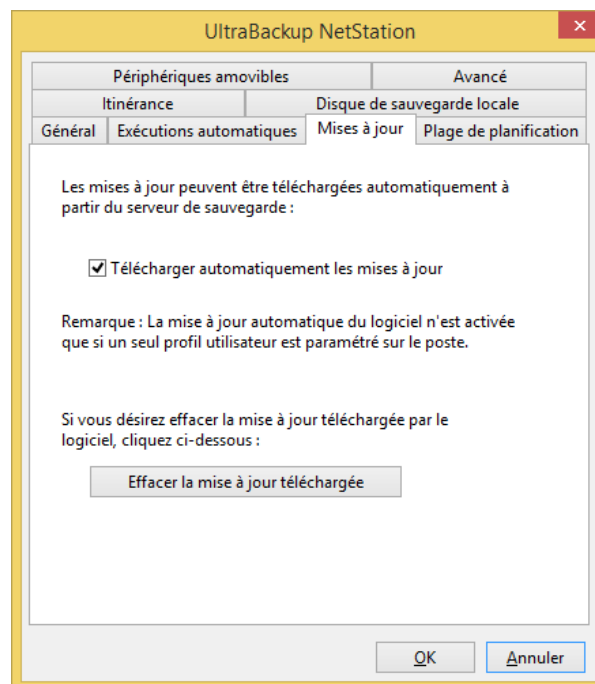 UltraBackup NetStation
Périphériques amovibles
Avancé
Itinérance
Disque de sauvegarde locale
Général
Exécutions automatiques
Mises à jour
Plage de planification
Les mises à jour peuvent être téléchargées automatiquement à
partir du serveur de sauvegarde :
Télécharger automatiquement les mises à jour
Remarque : La mise à jour automatique du logiciel n'est activée
que si un seul profil utilisateur est paramétré sur le poste.
Si vous désirez effacer la mise à jour téléchargée par le
logiciel, cliquez ci-dessous :
Effacer la mise à jour téléchargée
OK
Annuler